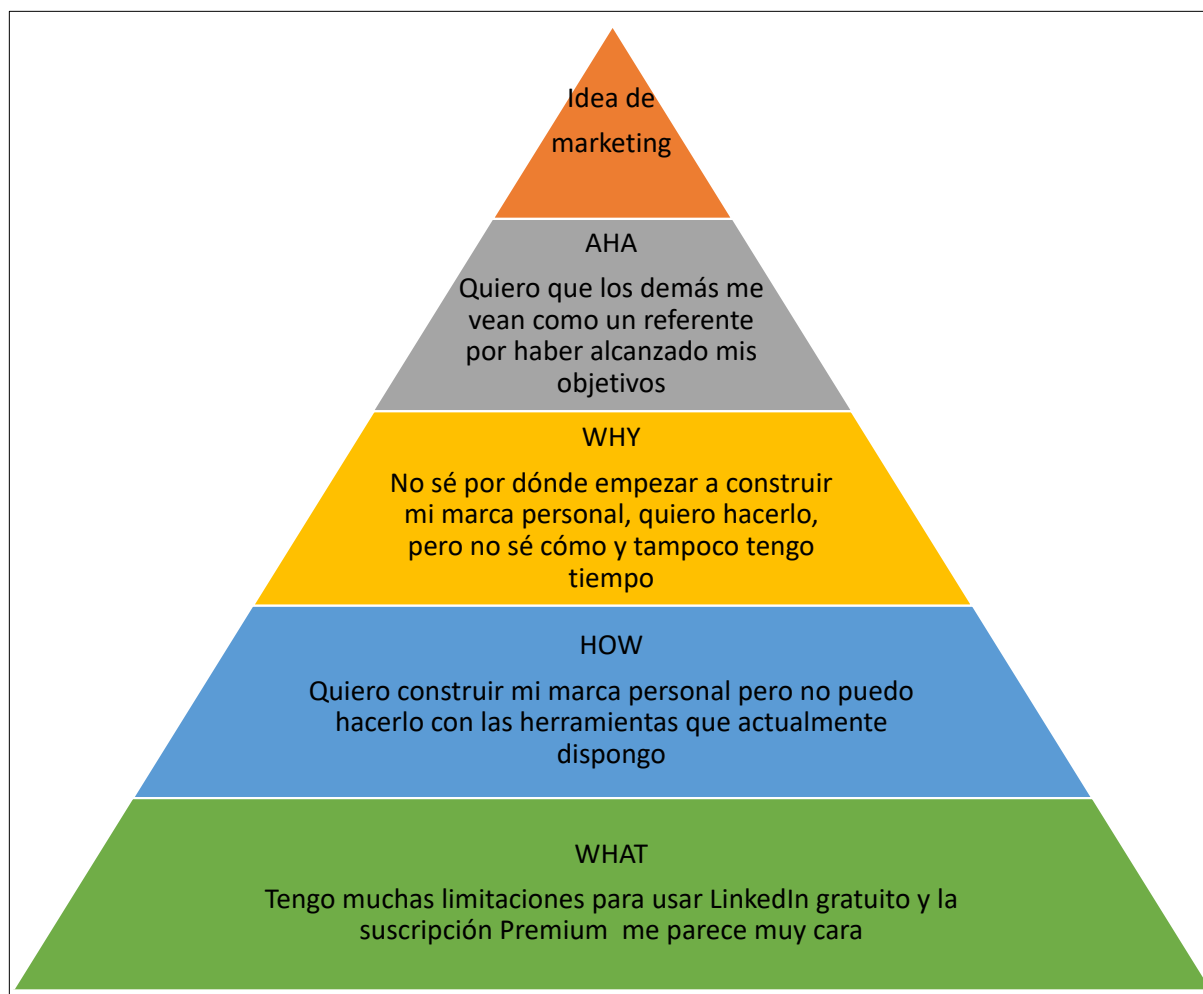 Idea de
marketing
AHA
Quiero que los demás me
vean como un referente
por haber alcanzado mis
objetivos
WHY
No sé por dónde empezar a construir
mi marca personal, quiero hacerlo,
pero no sé cómo y tampoco tengo
tiempo
HOW
Quiero construir mi marca personal pero no puedo
hacerlo con las herramientas que actualmente
dispongo
WHAT
Tengo muchas limitaciones para usar LinkedIn gratuito y la
suscripción Premium  me parece muy cara